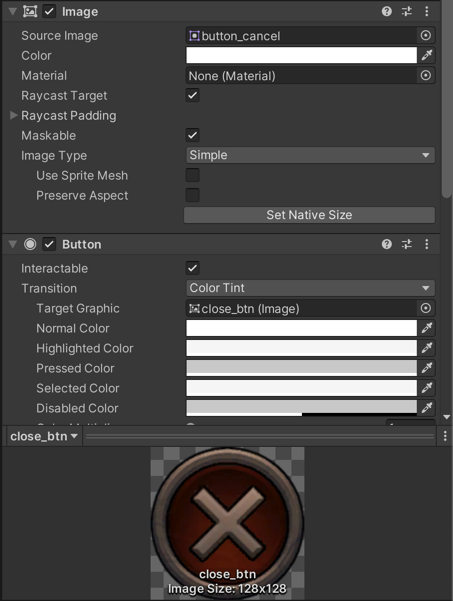 Image
Source Image button_cancel
Color
Material None (Material)
Raycast Target
Raycast Padding
Maskable
Image Type Simple
Use Sprite Mesh
Preserve Aspect
Set Native Size
Button
Interactable
Transition Color Tint
Target Graphic close_btn (Image)
Normal Color
Highlighted Color
Pressed Color
Selected Color
Disabled Color
close_btn
close_btn
Image Size: 128x128